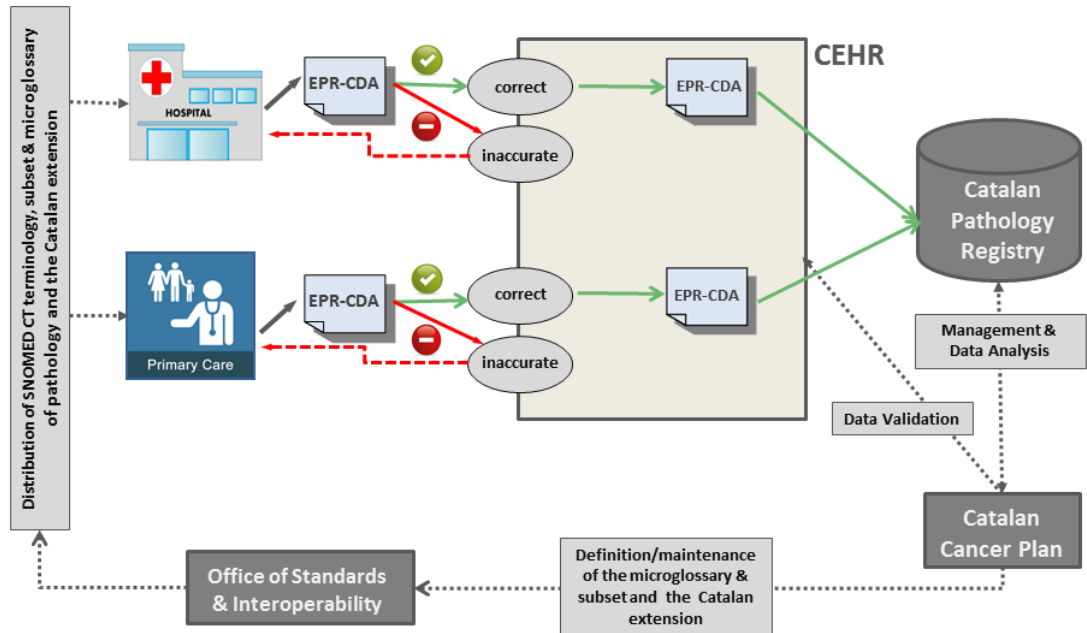 Distribution of SNOMED CT terminology, subset & microglossary
of pathology and the Catalan extension
HOSPITAL
EPR-CDA
correct
inaccurate
EPR-CDA
CEHR
Catalan
Pathology
Registry
Primary Care
EPR-CDA
correct
inaccurate
EPR-CDA
Management &
Data Analysis
Data Validation
Catalan
Cancer Plan
Definition/maintenance
of the microglossary &
subset and the Catalan
extension
Office of Standards
& Interoperability